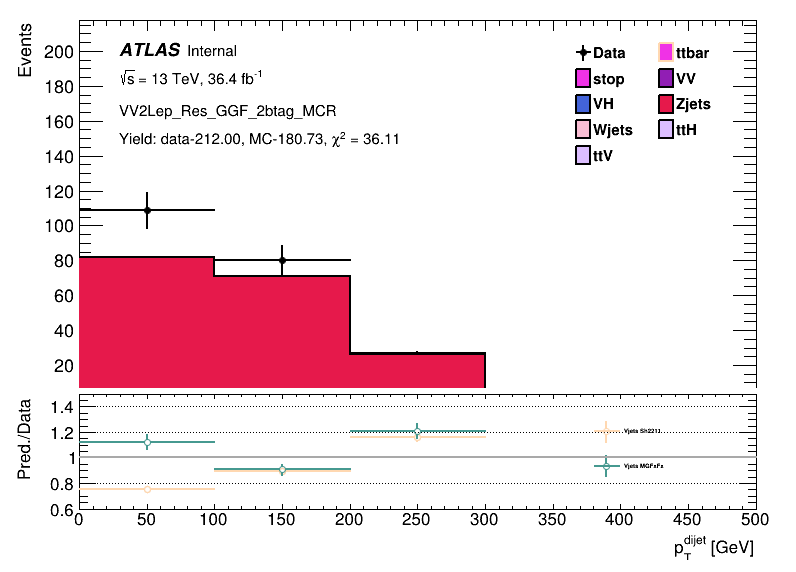 Events
200
180
160
140
120
100
80
60
40
20
ATLAS Internal
√s = 13 TeV, 36.4 fb⁻¹
VV2Lep_Res_GGF_2btag_MCR
Yield: data-212.00, MC-180.73, χ² = 36.11
Data ttbar
stop VV
VH Zjets
Wjets ttH
ttV
Pred./Data
1.4
1.2
1
0.8
0.6
Vjets Sh2211
Vjets MGFxFx
0 50 100 150 200 250 300 350 400 450 500
p_T^dijet [GeV]